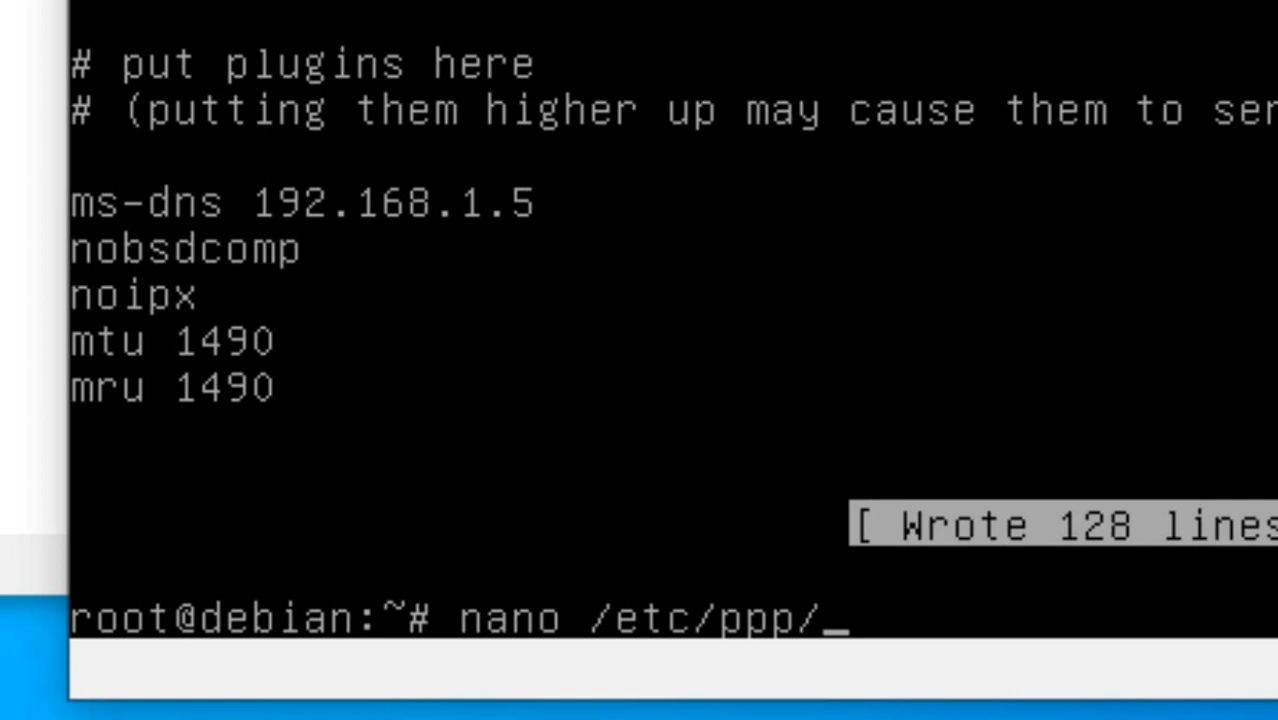 # put plugins here
# (putting them higher up may cause them to
ms-dns 192.168.1.5
nobsdcomp
noipx
mtu 1490
mru 1490
[ Wrote 128 lines
root@debian:~# nano /etc/ppp/_